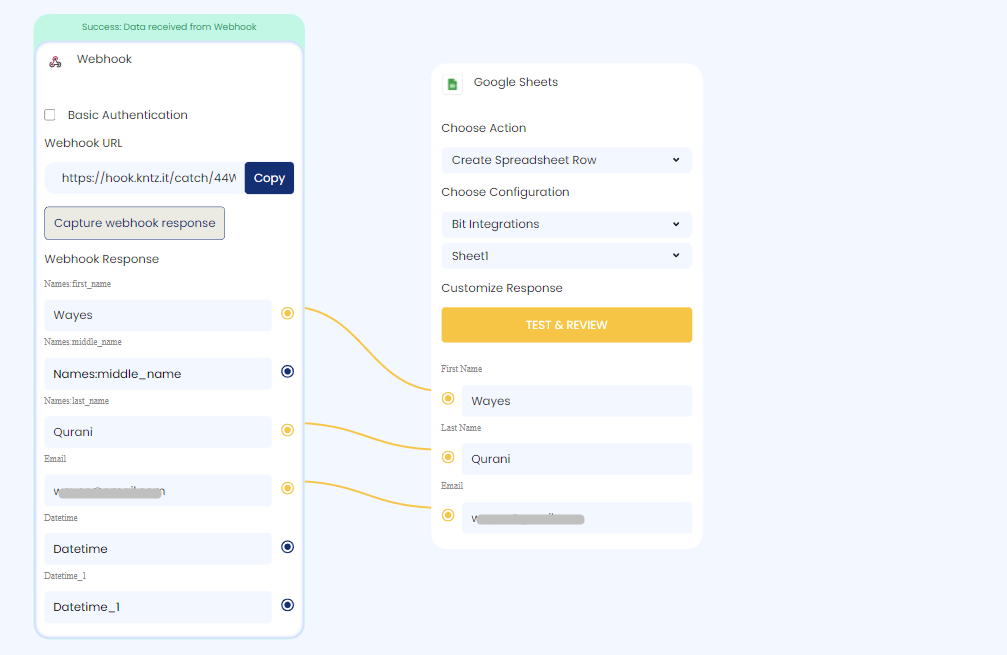 Success: Data received from Webhook
Webhook
Basic Authentication
Webhook URL
https://hook.kntz.it/catch/44W
Copy
Capture webhook response
Webhook Response
Names:first_name
Wayes
Names:middle_name
Names:middle_name
Names:last_name
Qurani
Email
Datetime
Datetime
Datetime_1
Datetime_1
Google Sheets
Choose Action
Create Spreadsheet Row
Choose Configuration
Bit Integrations
Sheet1
Customize Response
TEST & REVIEW
First Name
Wayes
Last Name
Qurani
Email